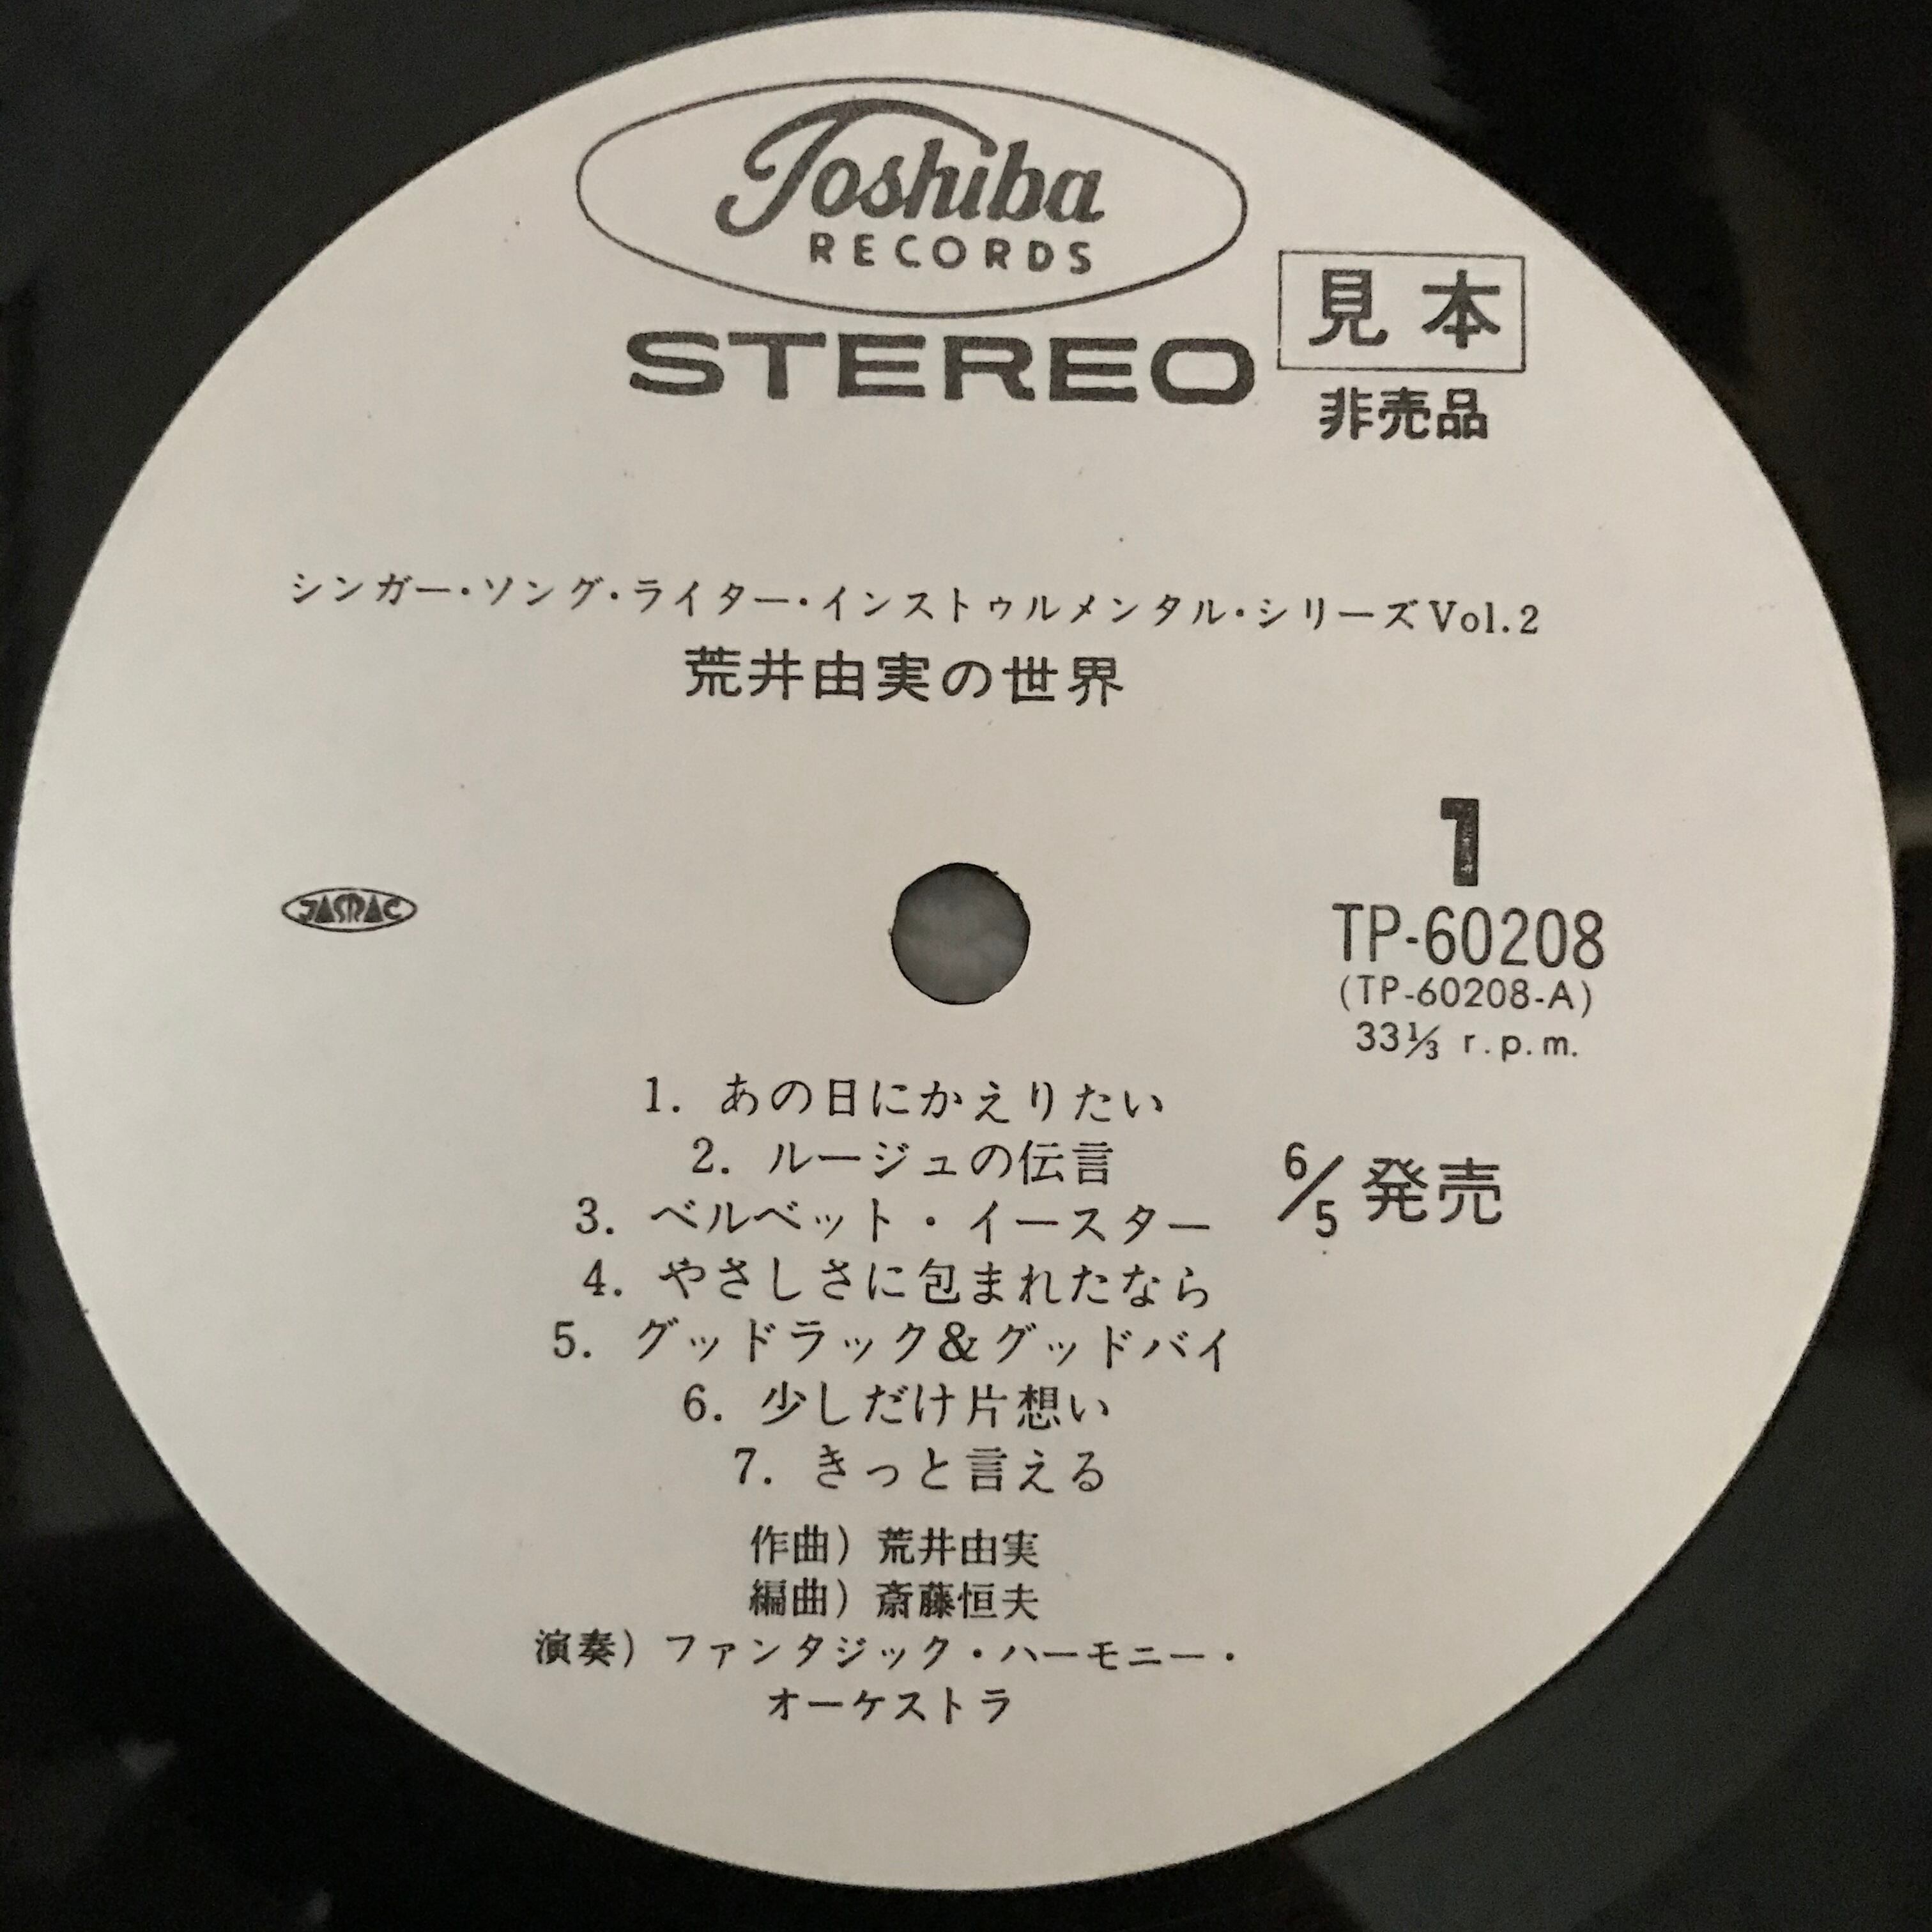 Toshiba
RECORDS
STEREO
見本
非売品
シンガー・ソング・ライター・インストゥルメンタル・シリーズVol.2
荒井由実の世界
1
JASRAC
TP-60208
(TP-60208-A)
33⅓ r.p.m.
1. あの日にかえりたい
2. ルージュの伝言
6/5 発売
3. ベルベット・イースター
4. やさしさに包まれたなら
5. グッドラック&グッドバイ
6. 少しだけ片想い
7. きっと言える
作曲) 荒井由実
編曲) 斎藤恒夫
演奏) ファンタジック・ハーモニー・
オーケストラ